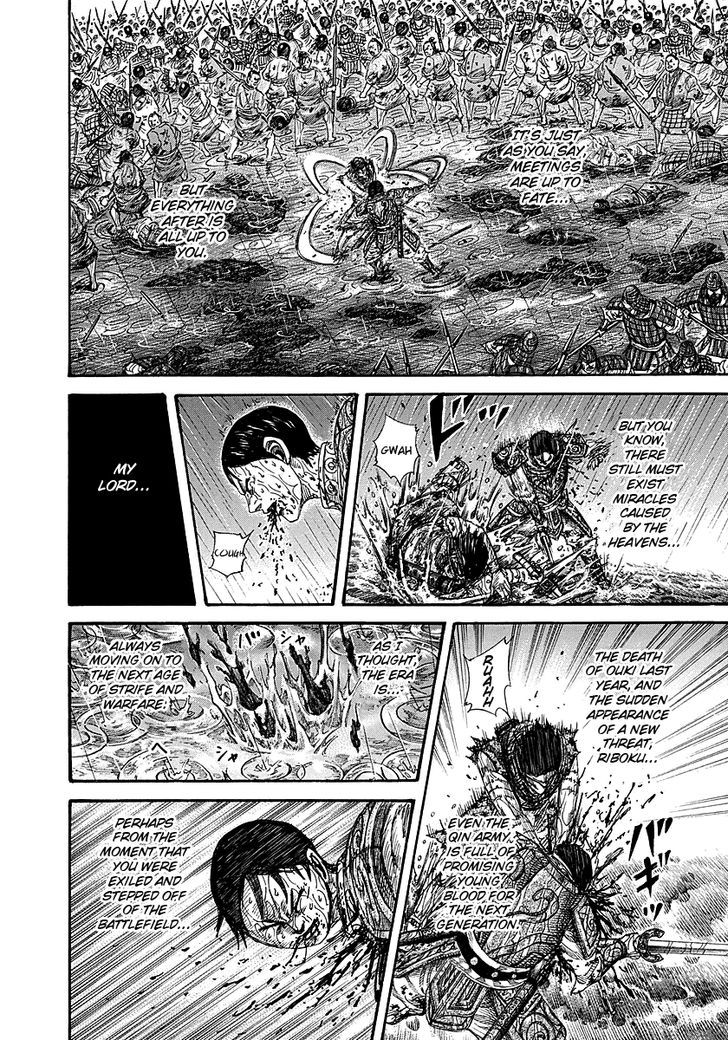 IT'S JUST
AS YOU SAY,
MEETINGS
ARE UP TO
FATE...
BUT
EVERYTHING
AFTER IS
ALL UP TO
YOU.
BUT YOU
KNOW,
THERE
STILL MUST
EXIST
MIRACLES
CAUSED
BY THE
HEAVENS...
ドッ
GWAH
COUGH
MY
LORD...
THE DEATH
OF OUKI LAST
YEAR, AND
THE SUDDEN
APPEARANCE
OF A NEW
THREAT,
RIBOKU...
RUAHH
EVEN THE
QIN ARMY
IS FULL OF
PROMISING
YOUNG
BLOOD FOR
THE NEXT
GENERATION.
AS I
THOUGHT,
THE ERA
IS...
ALWAYS
MOVING ON TO
THE NEXT AGE
OF STRIFE AND
WARFARE.
PERHAPS
FROM THE
MOMENT THAT
YOU WERE
EXILED AND
STEPPED OFF
OF THE
BATTLEFIELD...